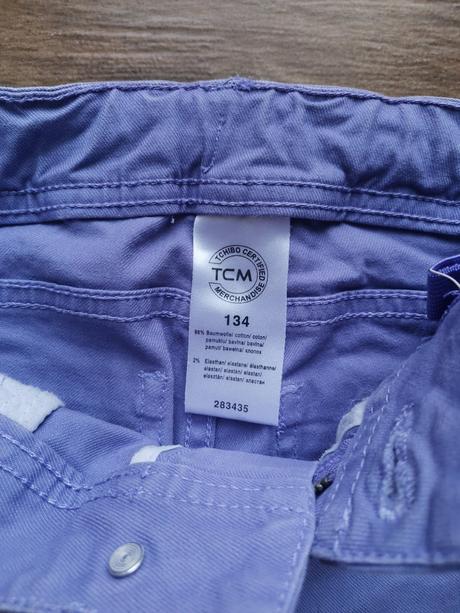 TCHIBO CERTIFIED
TCM
MERCHANDISE
134
98% Baumwolle/ cotton/ coton/
pamuklu/ bavlna/ bavlna/
pamut/ bawełna/ хлопок
2% Elasthan/ elastane/ élasthanne/
elastan/ elastan/ elastan/
elasztán/ elastan/ эластан
283435